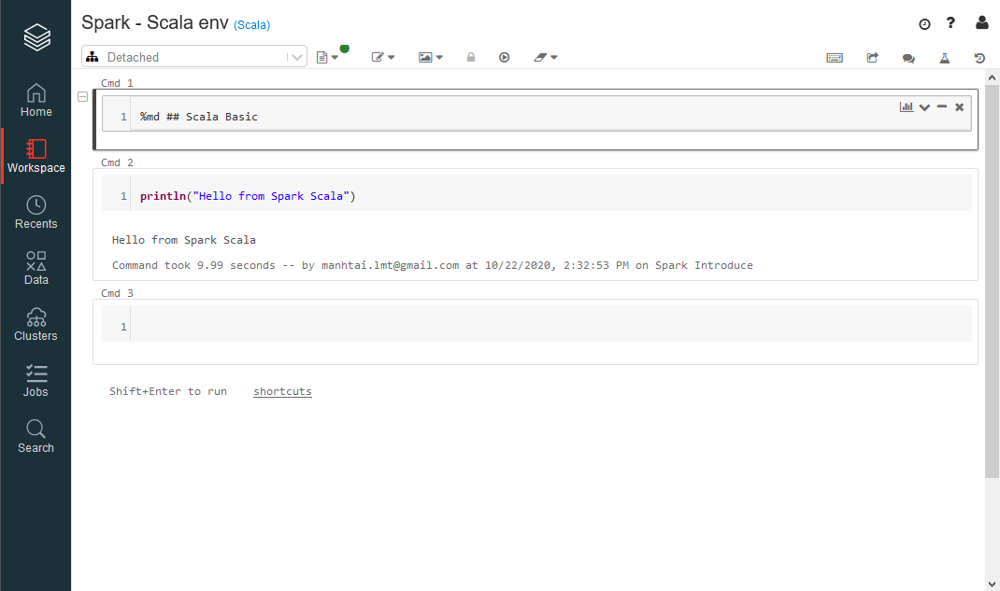 Spark - Scala env (Scala)
Detached
Home
Workspace
Recents
Data
Clusters
Jobs
Search
Cmd 1
1 %md ## Scala Basic
Cmd 2
1 println("Hello from Spark Scala")
Hello from Spark Scala
Command took 9.99 seconds -- by manhtai.lmt@gmail.com at 10/22/2020, 2:32:53 PM on Spark Introduce
Cmd 3
1
Shift+Enter to run shortcuts